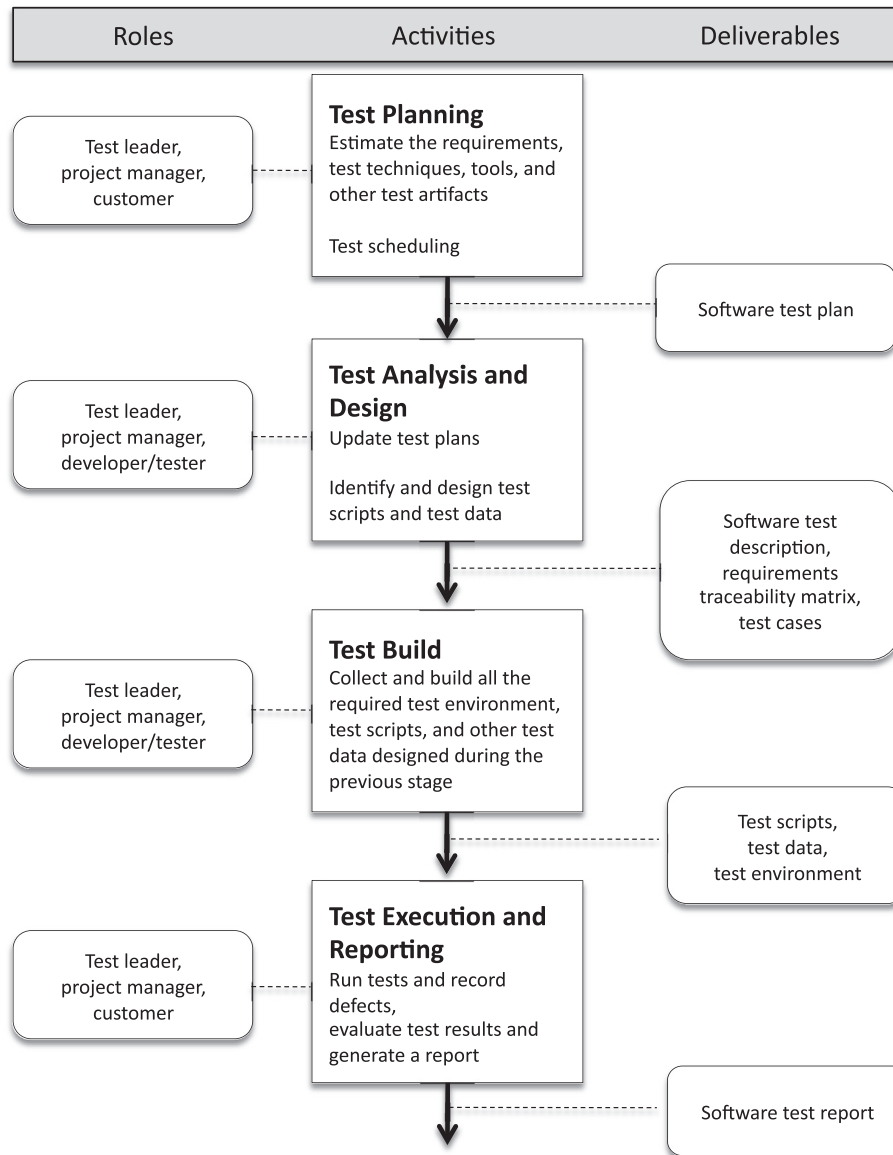 Roles
Activities
Deliverables
Test leader,
project manager,
customer
Test Planning
Estimate the requirements,
test techniques, tools, and
other test artifacts
Test scheduling
Software test plan
Test leader,
project manager,
developer/tester
Test Analysis and
Design
Update test plans
Identify and design test
scripts and test data
Software test
description,
requirements
traceability matrix,
test cases
Test leader,
project manager,
developer/tester
Test Build
Collect and build all the
required test environment,
test scripts, and other test
data designed during the
previous stage
Test scripts,
test data,
test environment
Test leader,
project manager,
customer
Test Execution and
Reporting
Run tests and record
defects,
evaluate test results and
generate a report
Software test report